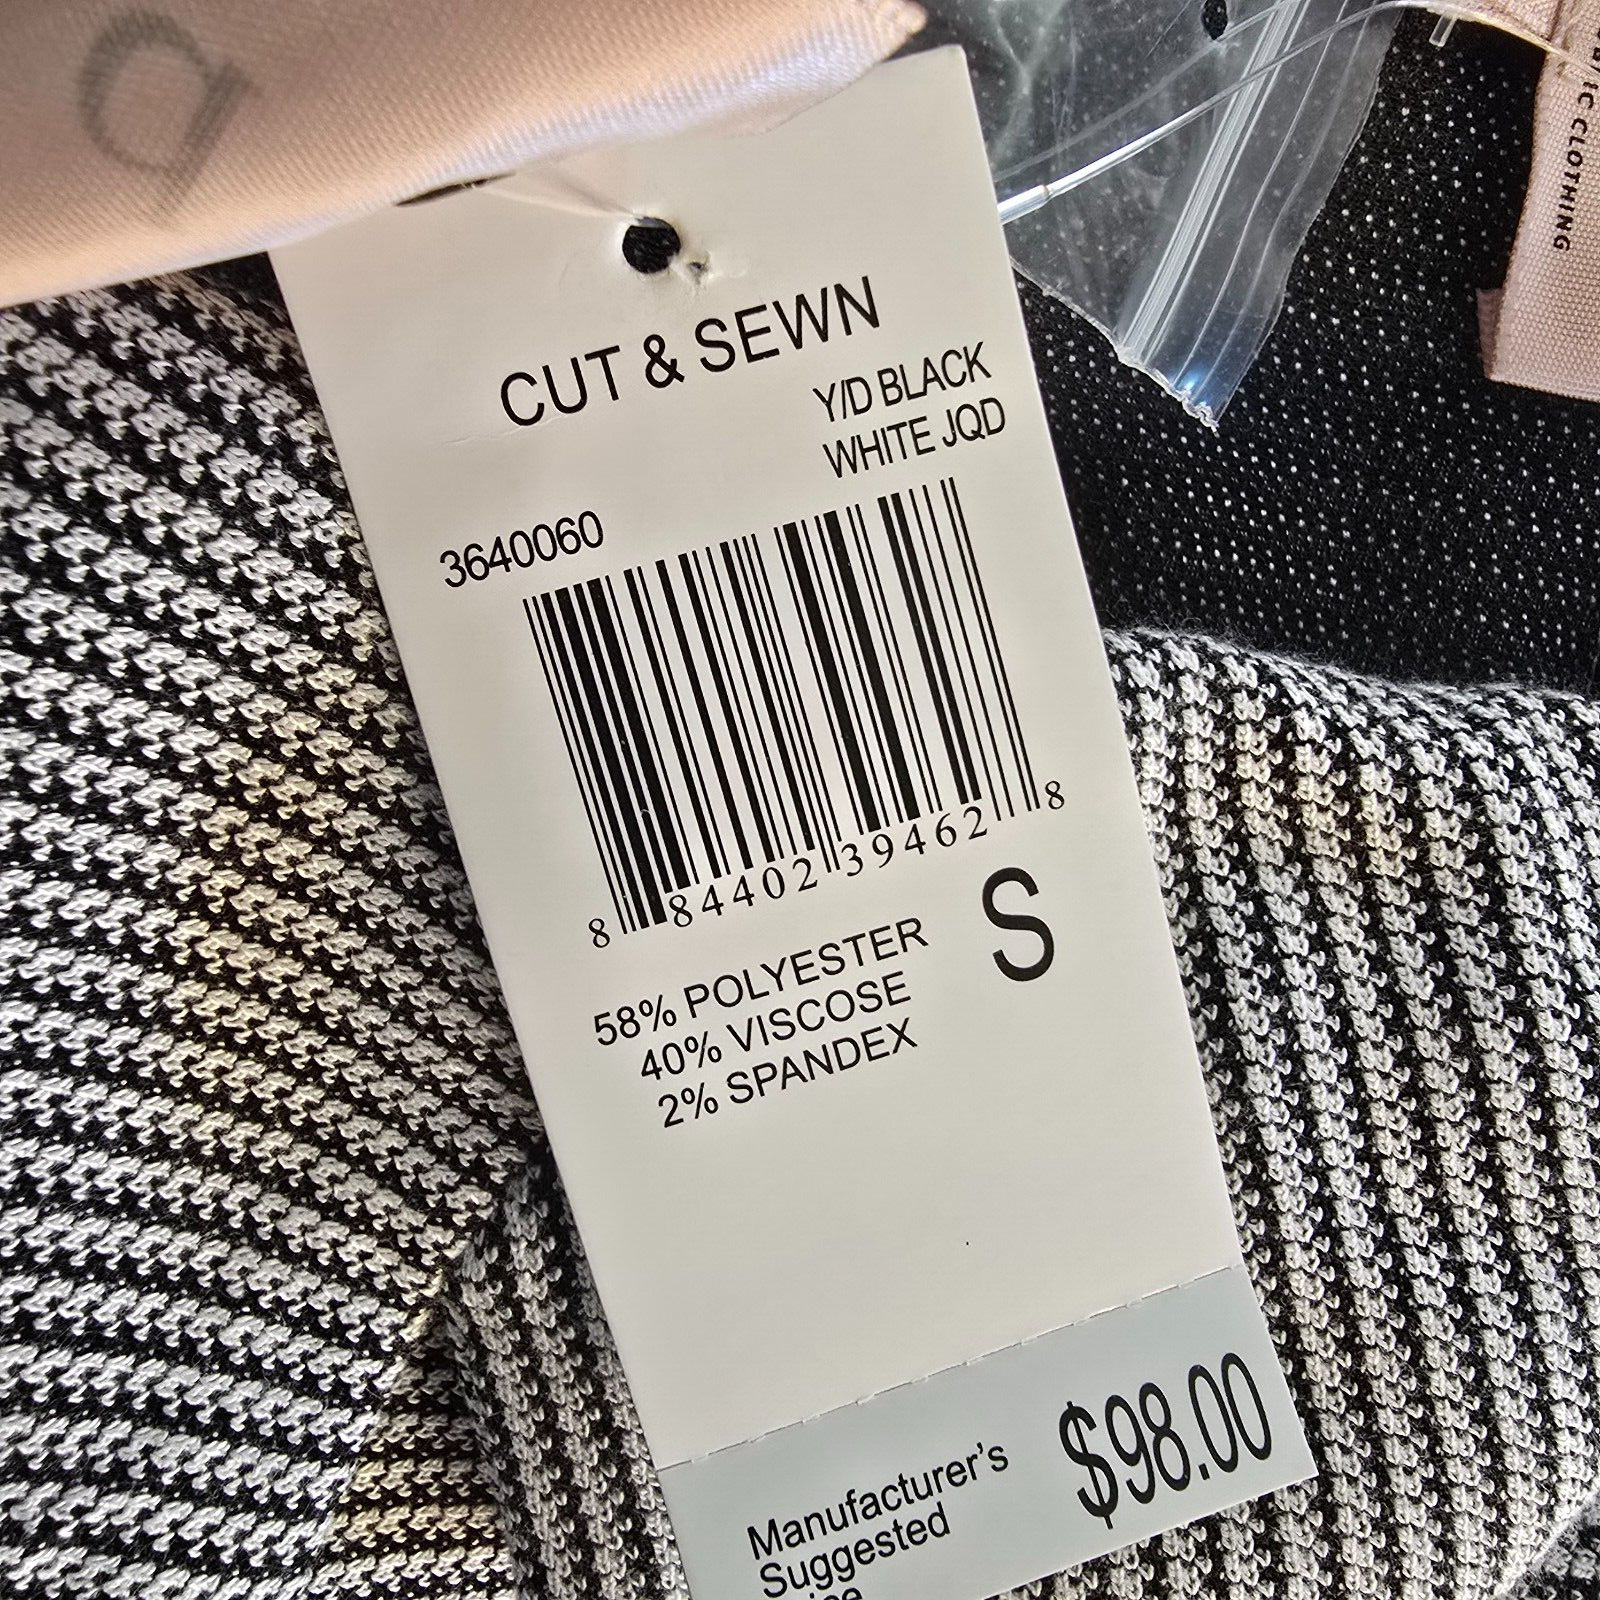 CUT & SEWN
Y/D BLACK
WHITE JQD
3640060
8 84402 39462 8
S
58% POLYESTER
40% VISCOSE
2% SPANDEX
$98.00
Manufacturer's
Suggested
CLOTHING